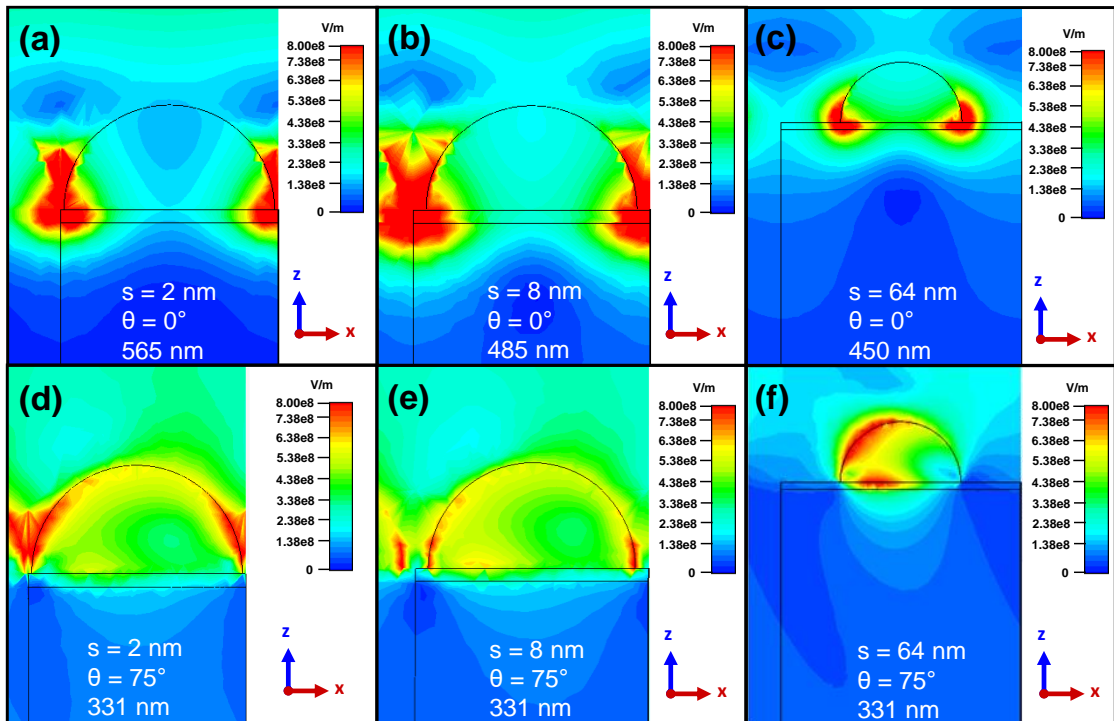 (a)
V/m
8.00e8
7.38e8
6.38e8
5.38e8
4.38e8
3.38e8
2.38e8
1.38e8
0
s = 2 nm
θ = 0°
565 nm
z
x
(b)
V/m
8.00e8
7.38e8
6.38e8
5.38e8
4.38e8
3.38e8
2.38e8
1.38e8
0
s = 8 nm
θ = 0°
485 nm
z
x
(c)
V/m
8.00e8
7.38e8
6.38e8
5.38e8
4.38e8
3.38e8
2.38e8
1.38e8
0
s = 64 nm
θ = 0°
450 nm
z
x
(d)
V/m
8.00e8
7.38e8
6.38e8
5.38e8
4.38e8
3.38e8
2.38e8
1.38e8
0
s = 2 nm
θ = 75°
331 nm
z
x
(e)
V/m
8.00e8
7.38e8
6.38e8
5.38e8
4.38e8
3.38e8
2.38e8
1.38e8
0
s = 8 nm
θ = 75°
331 nm
z
x
(f)
V/m
8.00e8
7.38e8
6.38e8
5.38e8
4.38e8
3.38e8
2.38e8
1.38e8
0
s = 64 nm
θ = 75°
331 nm
z
x